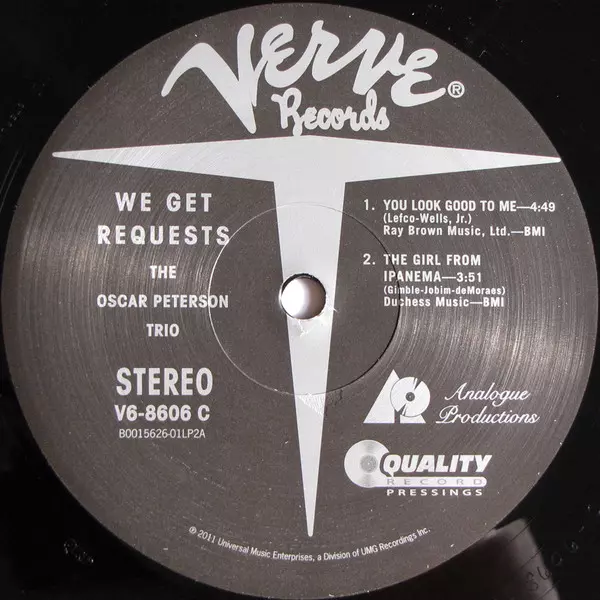 Verve®
Records
WE GET
REQUESTS
THE
OSCAR PETERSON
TRIO
STEREO
V6-8606 C
B0015626-01LP2A
1. YOU LOOK GOOD TO ME—4:49
(Lefco-Wells, Jr.)
Ray Brown Music, Ltd.—BMI
2. THE GIRL FROM
IPANEMA—3:51
(Gimble-Jobim-deMoraes)
Duchess Music—BMI
Analogue
Productions
QUALITY
RECORD
PRESSINGS
℗ 2011 Universal Music Enterprises, a Division of UMG Recordings Inc.